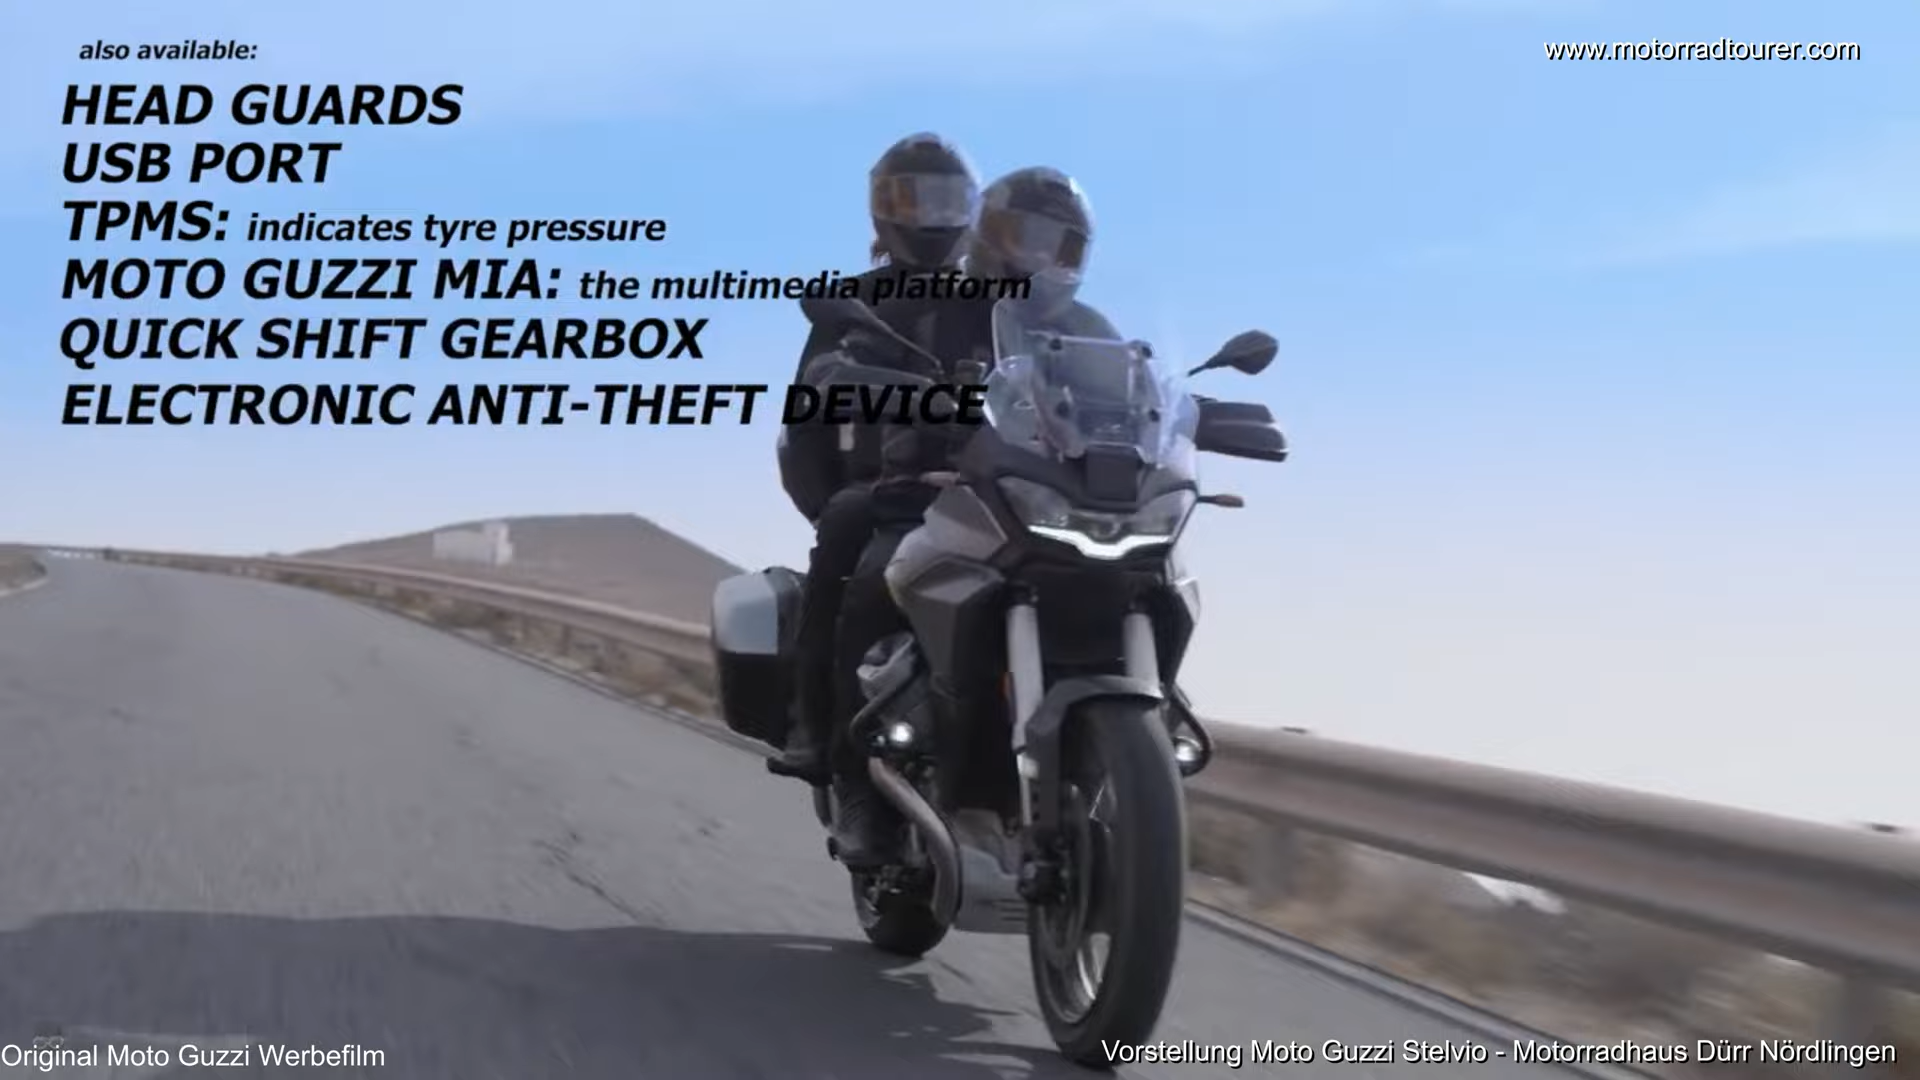 also available:
www.motorradtourer.com
HEAD GUARDS
USB PORT
TPMS: indicates tyre pressure
MOTO GUZZI MIA: the multimedia platform
QUICK SHIFT GEARBOX
ELECTRONIC ANTI-THEFT DEVICE
Original Moto Guzzi Werbefilm
Vorstellung Moto Guzzi Stelvio - Motorradhaus Dürr Nördlingen